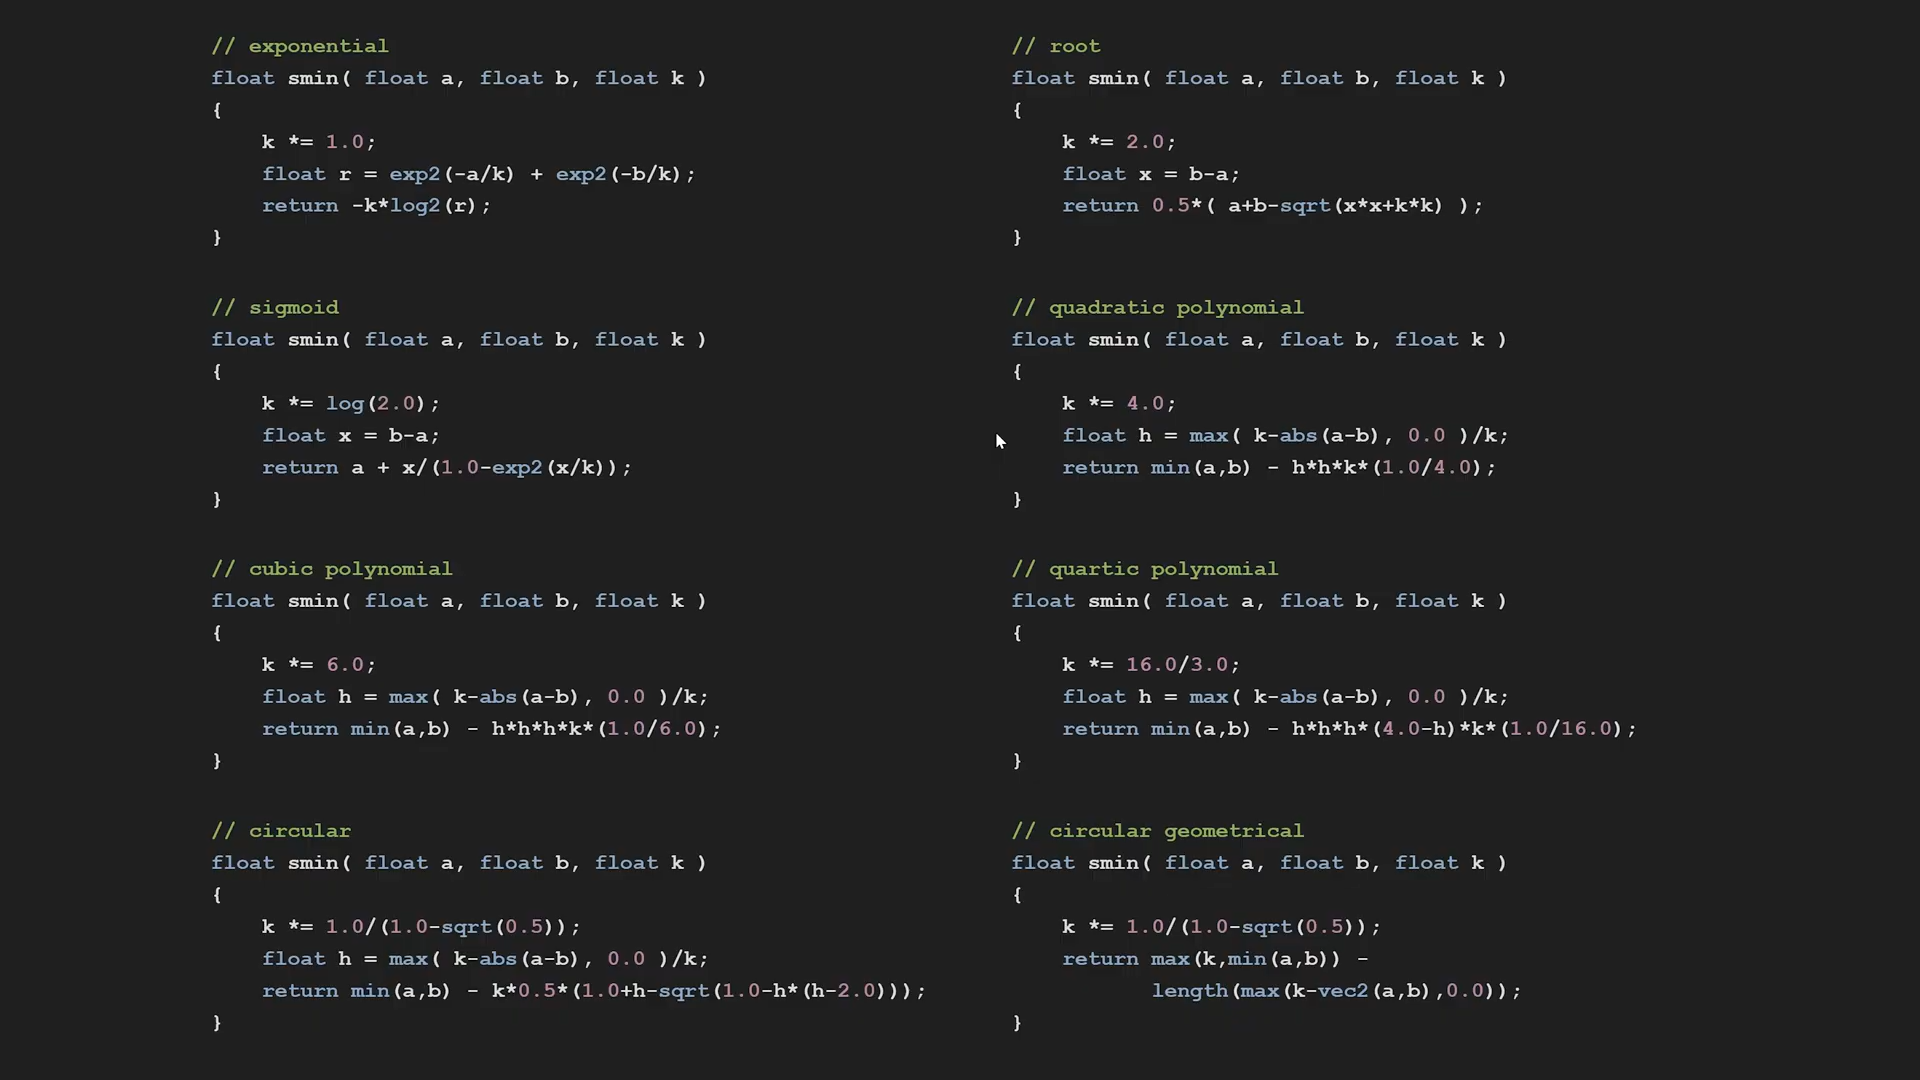 // exponential
float smin( float a, float b, float k )
{
    k *= 1.0;
    float r = exp2(-a/k) + exp2(-b/k);
    return -k*log2(r);
}
// root
float smin( float a, float b, float k )
{
    k *= 2.0;
    float x = b-a;
    return 0.5*( a+b-sqrt(x*x+k*k) );
}
// sigmoid
float smin( float a, float b, float k )
{
    k *= log(2.0);
    float x = b-a;
    return a + x/(1.0-exp2(x/k));
}
// quadratic polynomial
float smin( float a, float b, float k )
{
    k *= 4.0;
    float h = max( k-abs(a-b), 0.0 )/k;
    return min(a,b) - h*h*k*(1.0/4.0);
}
// cubic polynomial
float smin( float a, float b, float k )
{
    k *= 6.0;
    float h = max( k-abs(a-b), 0.0 )/k;
    return min(a,b) - h*h*h*k*(1.0/6.0);
}
// quartic polynomial
float smin( float a, float b, float k )
{
    k *= 16.0/3.0;
    float h = max( k-abs(a-b), 0.0 )/k;
    return min(a,b) - h*h*h*(4.0-h)*k*(1.0/16.0);
}
// circular
float smin( float a, float b, float k )
{
    k *= 1.0/(1.0-sqrt(0.5));
    float h = max( k-abs(a-b), 0.0 )/k;
    return min(a,b) - k*0.5*(1.0+h-sqrt(1.0-h*(h-2.0)));
}
// circular geometrical
float smin( float a, float b, float k )
{
    k *= 1.0/(1.0-sqrt(0.5));
    return max(k,min(a,b)) -
           length(max(k-vec2(a,b),0.0));
}